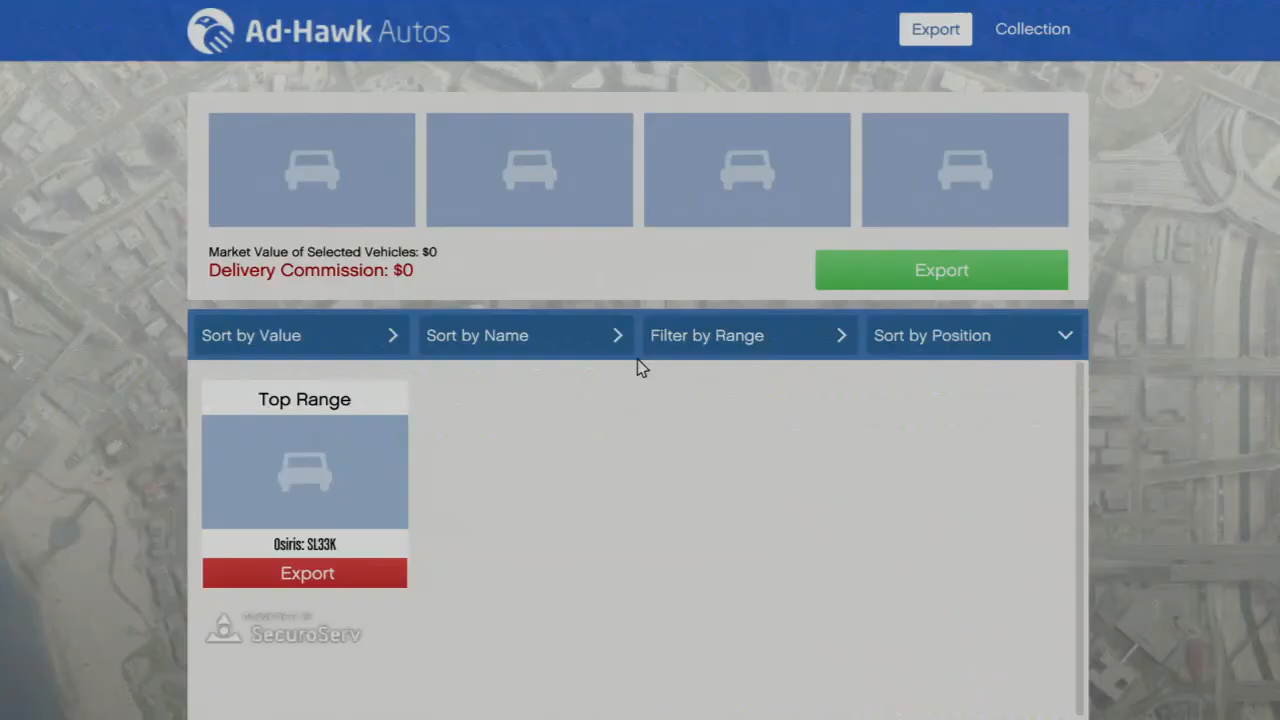 Ad-Hawk Autos
Export
Collection
Market Value of Selected Vehicles: $0
Delivery Commission: $0
Export
Sort by Value
Sort by Name
Filter by Range
Sort by Position
Top Range
Osiris: SL33K
Export
SecuroServ